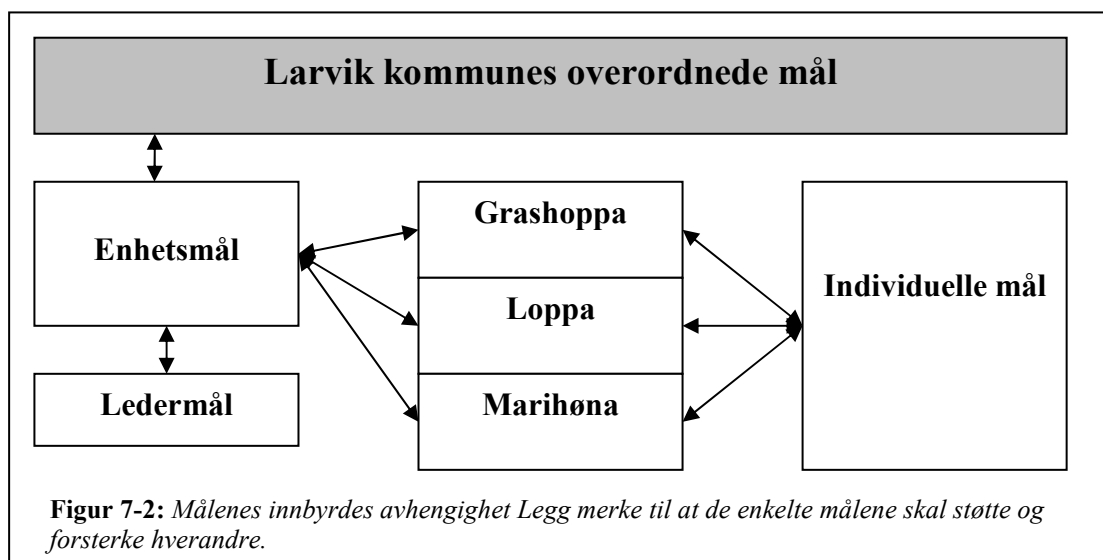 Larvik kommunes overordnede mål
Enhetsmål
Ledermål
Grashoppa
Loppa
Marihøna
Individuelle mål
Figur 7-2: Målenes innbyrdes avhengighet Legg merke til at de enkelte målene skal støtte og
forsterke hverandre.